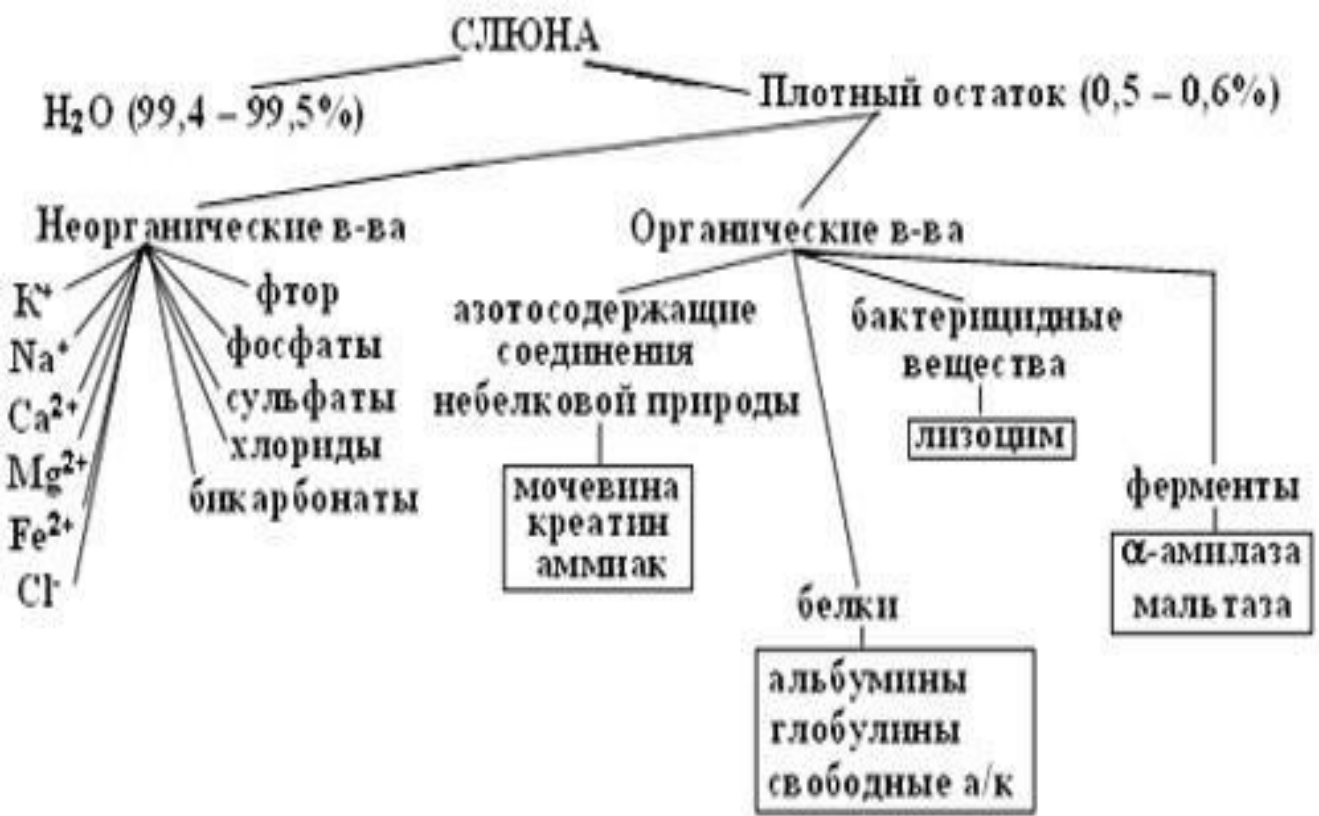 СЛЮНА
H₂O (99,4 – 99,5%)
Плотный остаток (0,5 – 0,6%)
Неорганические в-ва
K⁺
Na⁺
Ca²⁺
Mg²⁺
Fe²⁺
Cl⁻
фтор
фосфаты
сульфаты
хлориды
бикарбонаты
Органические в-ва
азотосодержащие
соединения
небелковой природы
мочевина
креатин
аммиак
белки
альбумины
глобулины
свободные а/к
бактерицидные
вещества
лизоцим
ферменты
α-амилаза
мальтаза